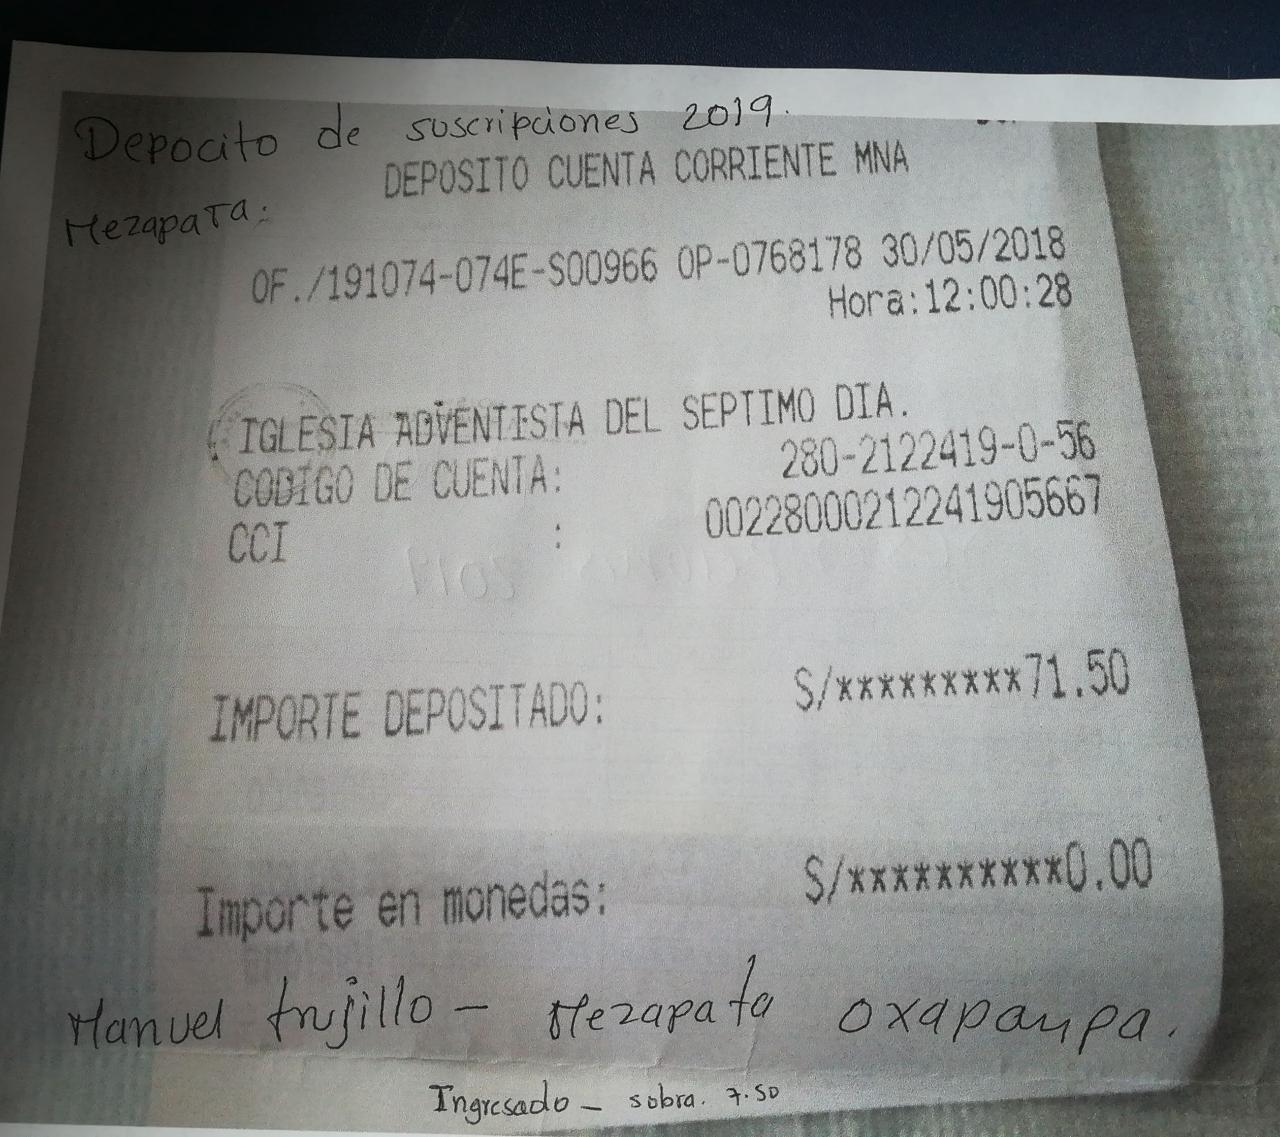 Depocito de suscripciones 2019.
DEPOSITO CUENTA CORRIENTE MNA
Mezapata:
OF./191074-074E-S00966 OP-0768178 30/05/2018
Hora:12:00:28
IGLESIA ADVENTISTA DEL SEPTIMO DIA.
CODIGO DE CUENTA: 280-2122419-0-56
CCI : 00228000212241905667
IMPORTE DEPOSITADO: S/*********71.50
Importe en monedas: S/**********0.00
Manuel trujillo - Mezapata oxapampa.
Ingresado - sobra. 7.50